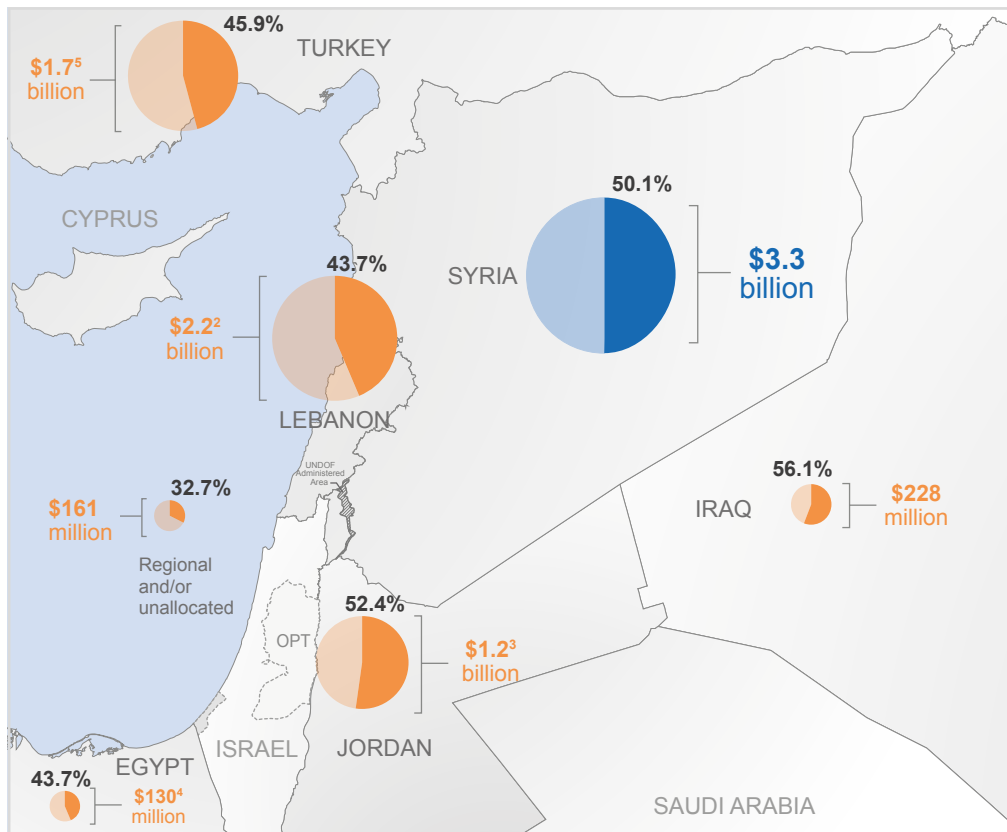 45.9%
TURKEY
$1.7⁵
billion
CYPRUS
50.1%
SYRIA
$3.3
billion
43.7%
$2.2²
billion
LEBANON
UNDOF
Administered
Area
32.7%
$161
million
Regional
and/or
unallocated
56.1%
IRAQ
$228
million
52.4%
OPT
$1.2³
billion
ISRAEL
JORDAN
EGYPT
43.7%
$130⁴
million
SAUDI ARABIA